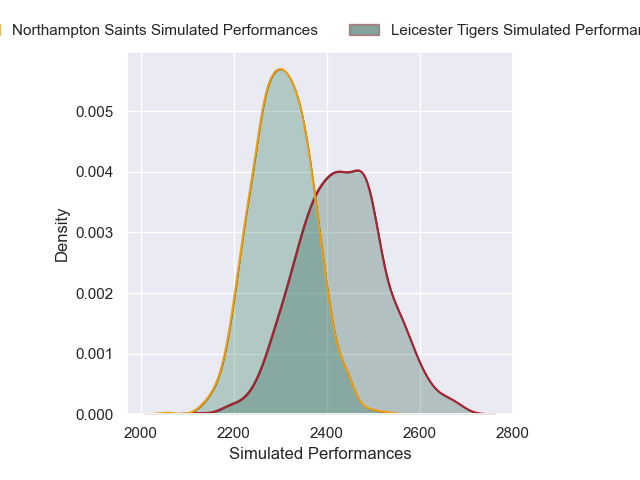 Northampton Saints Simulated Performances
Leicester Tigers Simulated
Density
0.005
0.004
0.003
0.002
0.001
0.000
2000 2200 2400 2600 2800
Simulated Performances